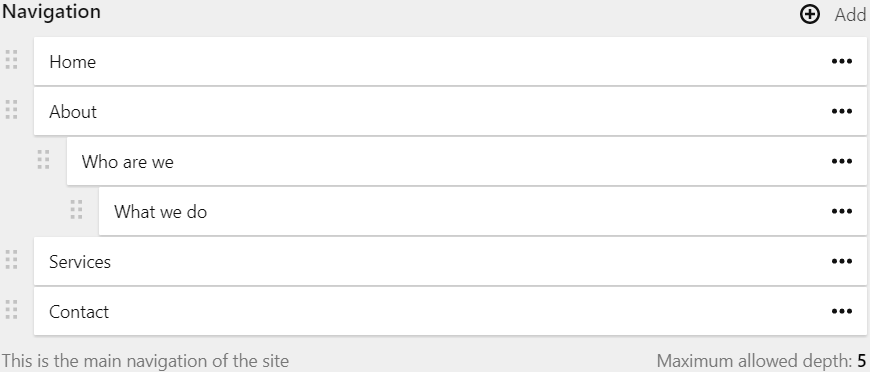 Navigation Add
Home
About
Who are we
What we do
Services
Contact
This is the main navigation of the site Maximum allowed depth: 5